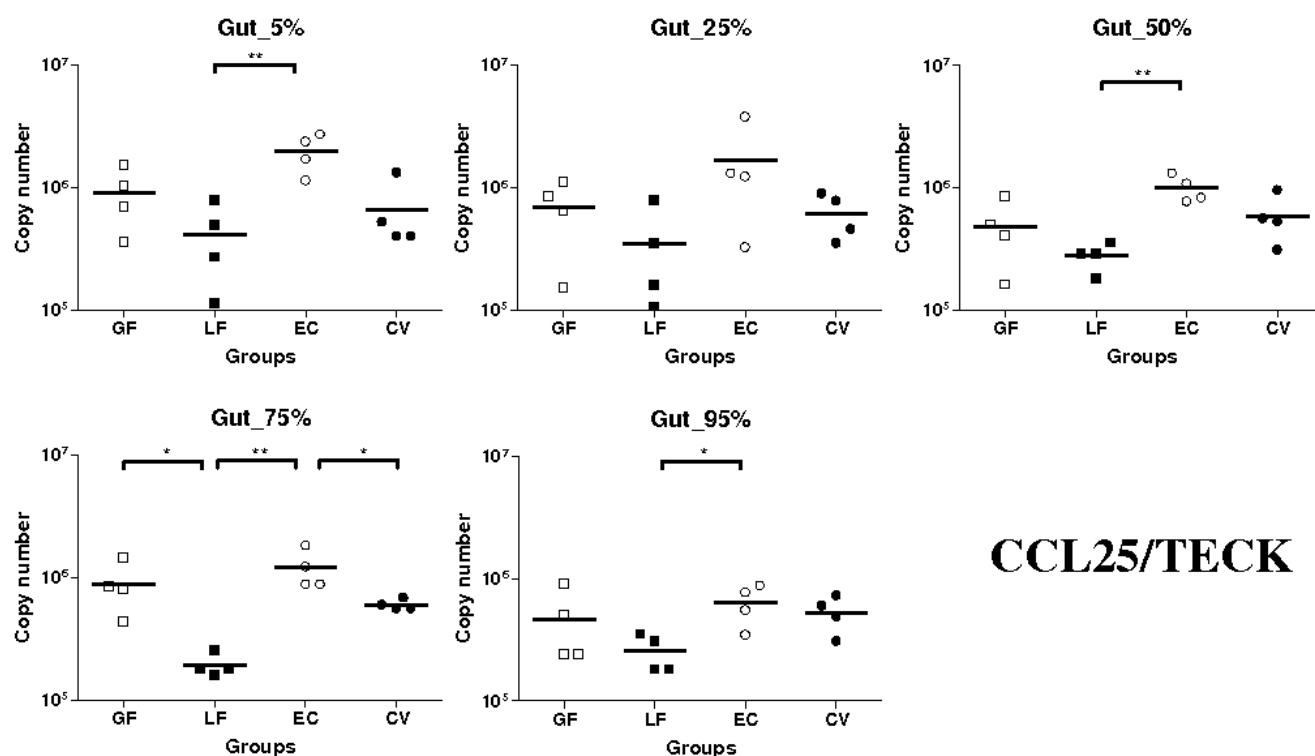 Gut_5%
**
10⁷
10⁶
10⁵
Copy number
GF LF EC CV
Groups
Gut_25%
10⁷
10⁶
10⁵
Copy number
GF LF EC CV
Groups
Gut_50%
**
10⁷
10⁶
10⁵
Copy number
GF LF EC CV
Groups
Gut_75%
* ** *
10⁷
10⁶
10⁵
Copy number
GF LF EC CV
Groups
Gut_95%
*
10⁷
10⁶
10⁵
Copy number
GF LF EC CV
Groups
CCL25/TECK